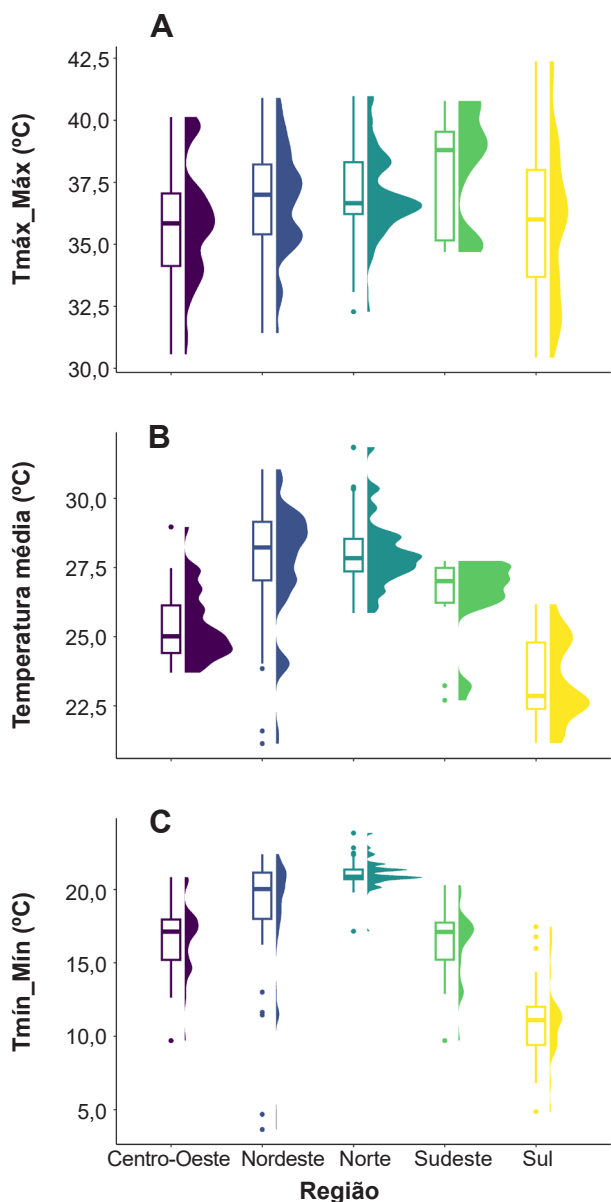 A
Tmáx_Máx (ºC)
42,5
40,0
37,5
35,0
32,5
30,0
B
Temperatura média (ºC)
30,0
27,5
25,0
22,5
C
Tmín_Mín (ºC)
20,0
15,0
10,0
5,0
Centro-Oeste Nordeste Norte Sudeste Sul
Região